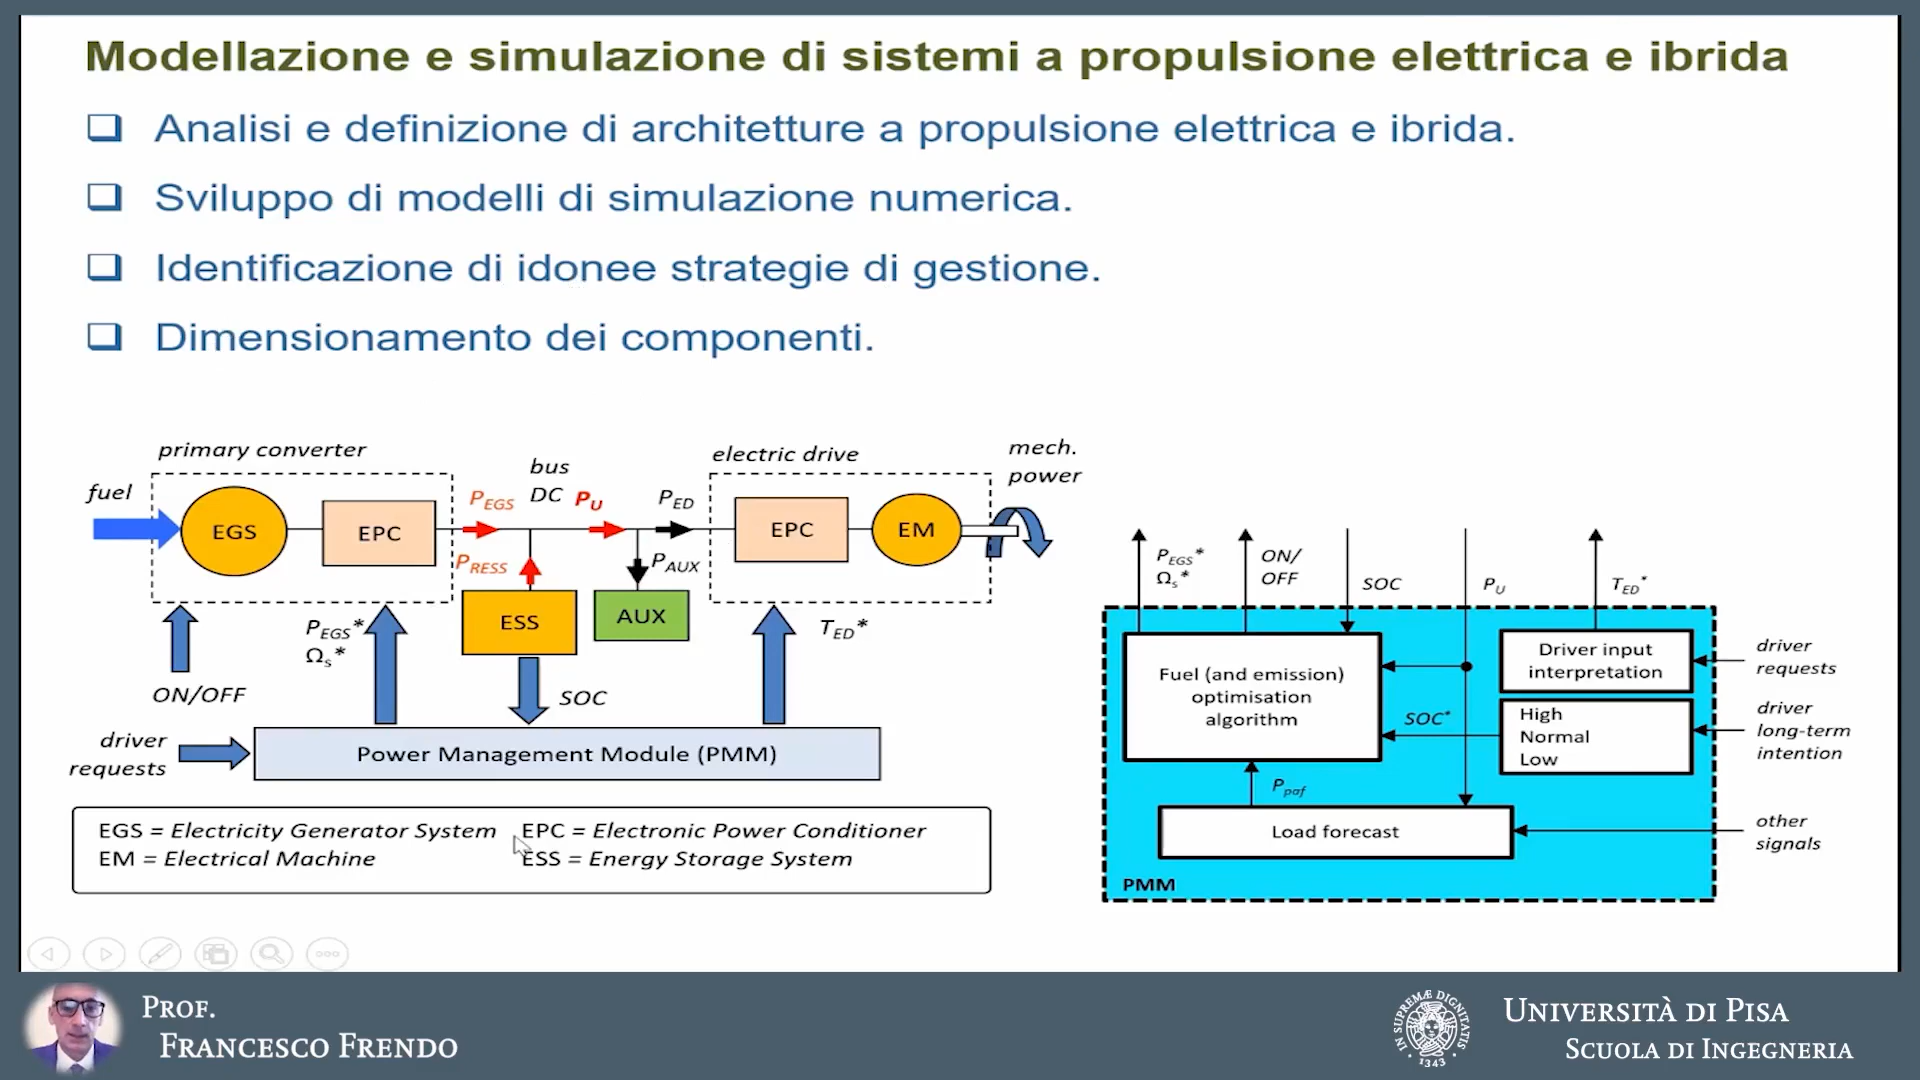 Modellazione e simulazione di sistemi a propulsione elettrica e ibrida
Analisi e definizione di architetture a propulsione elettrica e ibrida.
Sviluppo di modelli di simulazione numerica.
Identificazione di idonee strategie di gestione.
Dimensionamento dei componenti.
primary converter
fuel
EGS
EPC
P_EGS
bus
DC
P_U
P_ED
P_RESS
P_AUX
ESS
AUX
electric drive
EPC
EM
mech.
power
ON/OFF
P_EGS*
Ω_s*
SOC
T_ED*
driver
requests
Power Management Module (PMM)
EGS = Electricity Generator System
EPC = Electronic Power Conditioner
EM = Electrical Machine
ESS = Energy Storage System
P_EGS*
Ω_s*
ON/
OFF
SOC
P_U
T_ED*
Fuel (and emission)
optimisation
algorithm
Driver input
interpretation
driver
requests
SOC*
High
Normal
Low
driver
long-term
intention
P_paf
Load forecast
other
signals
PMM
PROF.
FRANCESCO FRENDO
IN SUPREMÆ DIGNITATIS
1343
UNIVERSITÀ DI PISA
SCUOLA DI INGEGNERIA